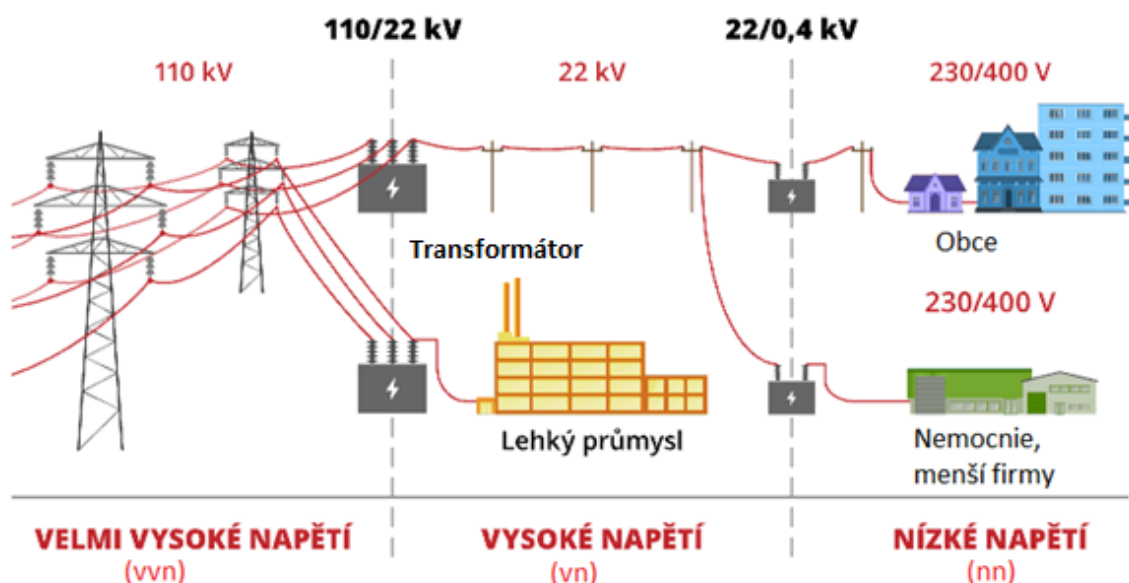 110/22 kV
22/0,4 kV
110 kV
22 kV
230/400 V
Transformátor
Obce
230/400 V
Lehký průmysl
Nemocnie,
menší firmy
VELMI VYSOKÉ NAPĚTÍ
(vvn)
VYSOKÉ NAPĚTÍ
(vn)
NÍZKÉ NAPĚTÍ
(nn)